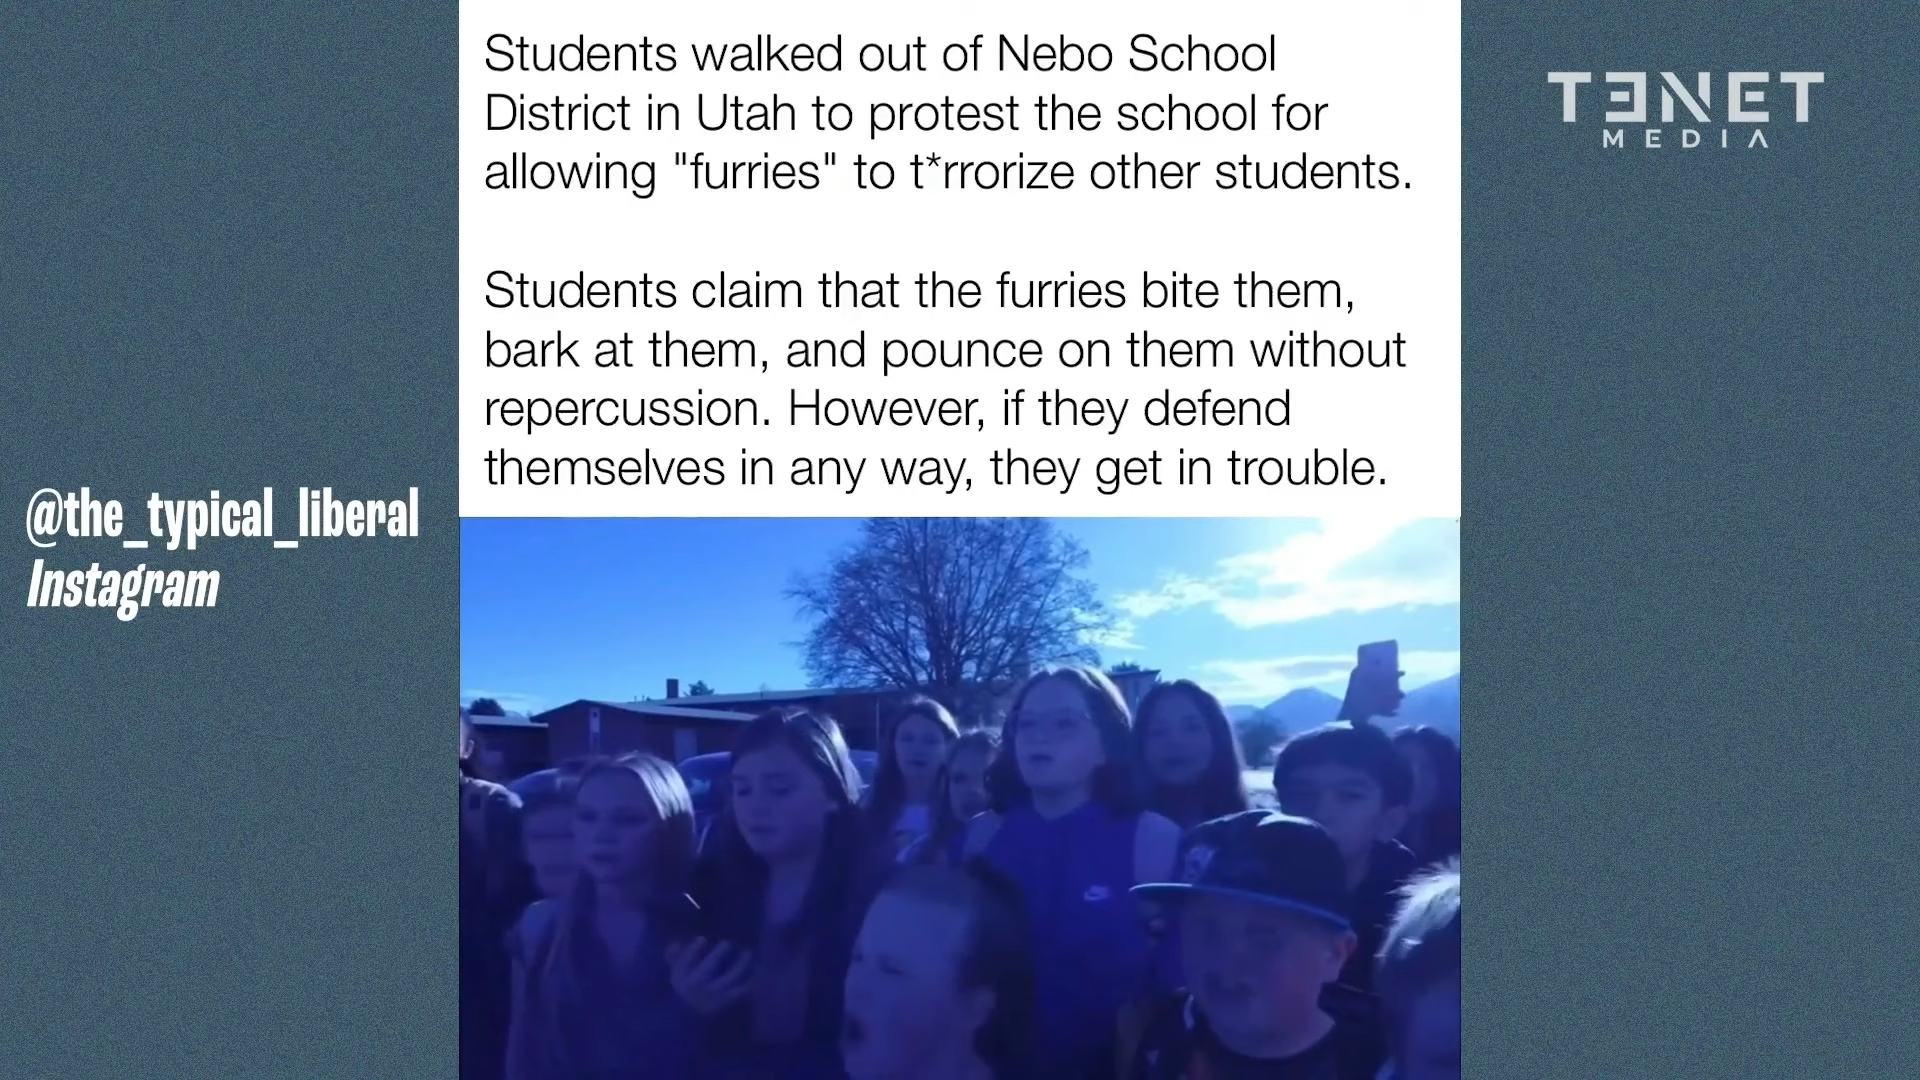 Students walked out of Nebo School
District in Utah to protest the school for
allowing "furries" to t*rrorize other students.
Students claim that the furries bite them,
bark at them, and pounce on them without
repercussion. However, if they defend
themselves in any way, they get in trouble.
@the_typical_liberal
Instagram
TENET
MEDIA